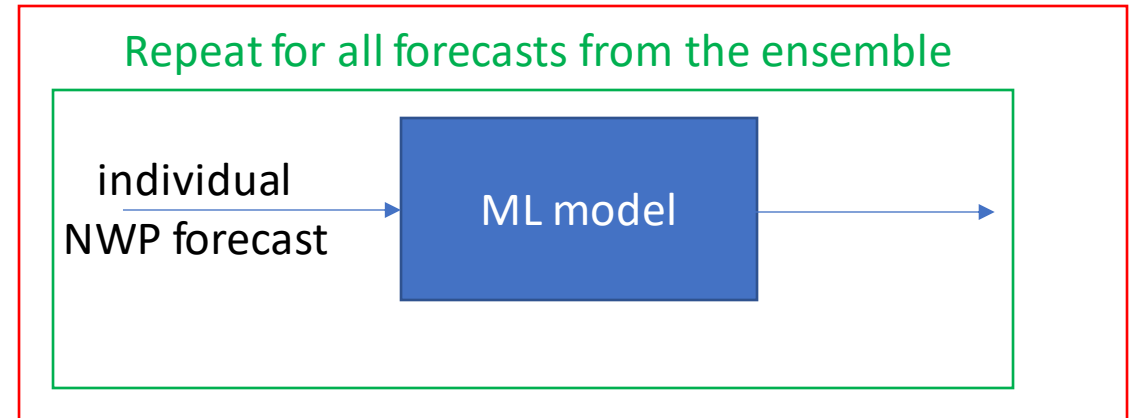 Repeat for all forecasts from the ensemble
individual
NWP forecast
ML model